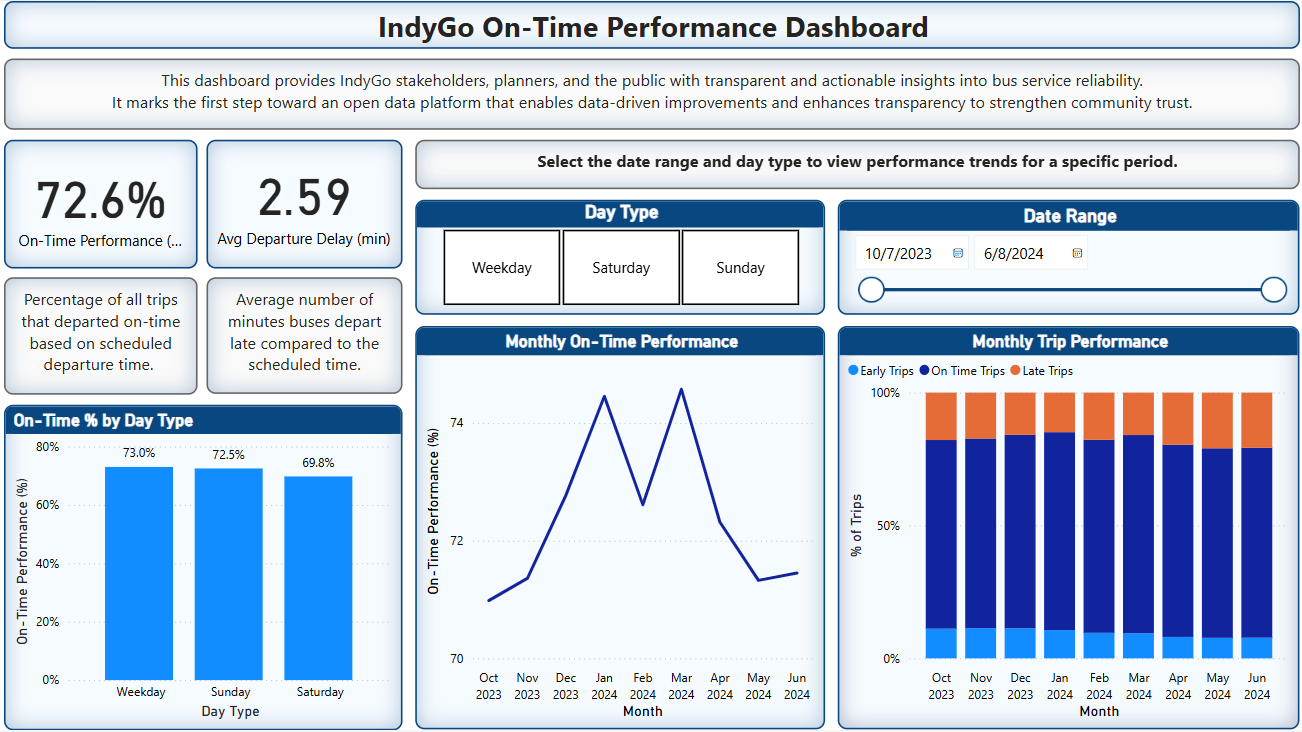 IndyGo On-Time Performance Dashboard
This dashboard provides IndyGo stakeholders, planners, and the public with transparent and actionable insights into bus service reliability.
It marks the first step toward an open data platform that enables data-driven improvements and enhances transparency to strengthen community trust.
72.6%
On-Time Performance (...
2.59
Avg Departure Delay (min)
Percentage of all trips
that departed on-time
based on scheduled
departure time.
Average number of
minutes buses depart
late compared to the
scheduled time.
Select the date range and day type to view performance trends for a specific period.
Day Type
Weekday
Saturday
Sunday
Date Range
10/7/2023
6/8/2024
On-Time % by Day Type
On-Time Performance (%)
80%
60%
40%
20%
0%
73.0%
72.5%
69.8%
Weekday
Sunday
Saturday
Day Type
Monthly On-Time Performance
On-Time Performance (%)
74
72
70
Oct 2023
Nov 2023
Dec 2023
Jan 2024
Feb 2024
Mar 2024
Apr 2024
May 2024
Jun 2024
Month
Monthly Trip Performance
Early Trips
On Time Trips
Late Trips
% of Trips
100%
50%
0%
Oct 2023
Nov 2023
Dec 2023
Jan 2024
Feb 2024
Mar 2024
Apr 2024
May 2024
Jun 2024
Month